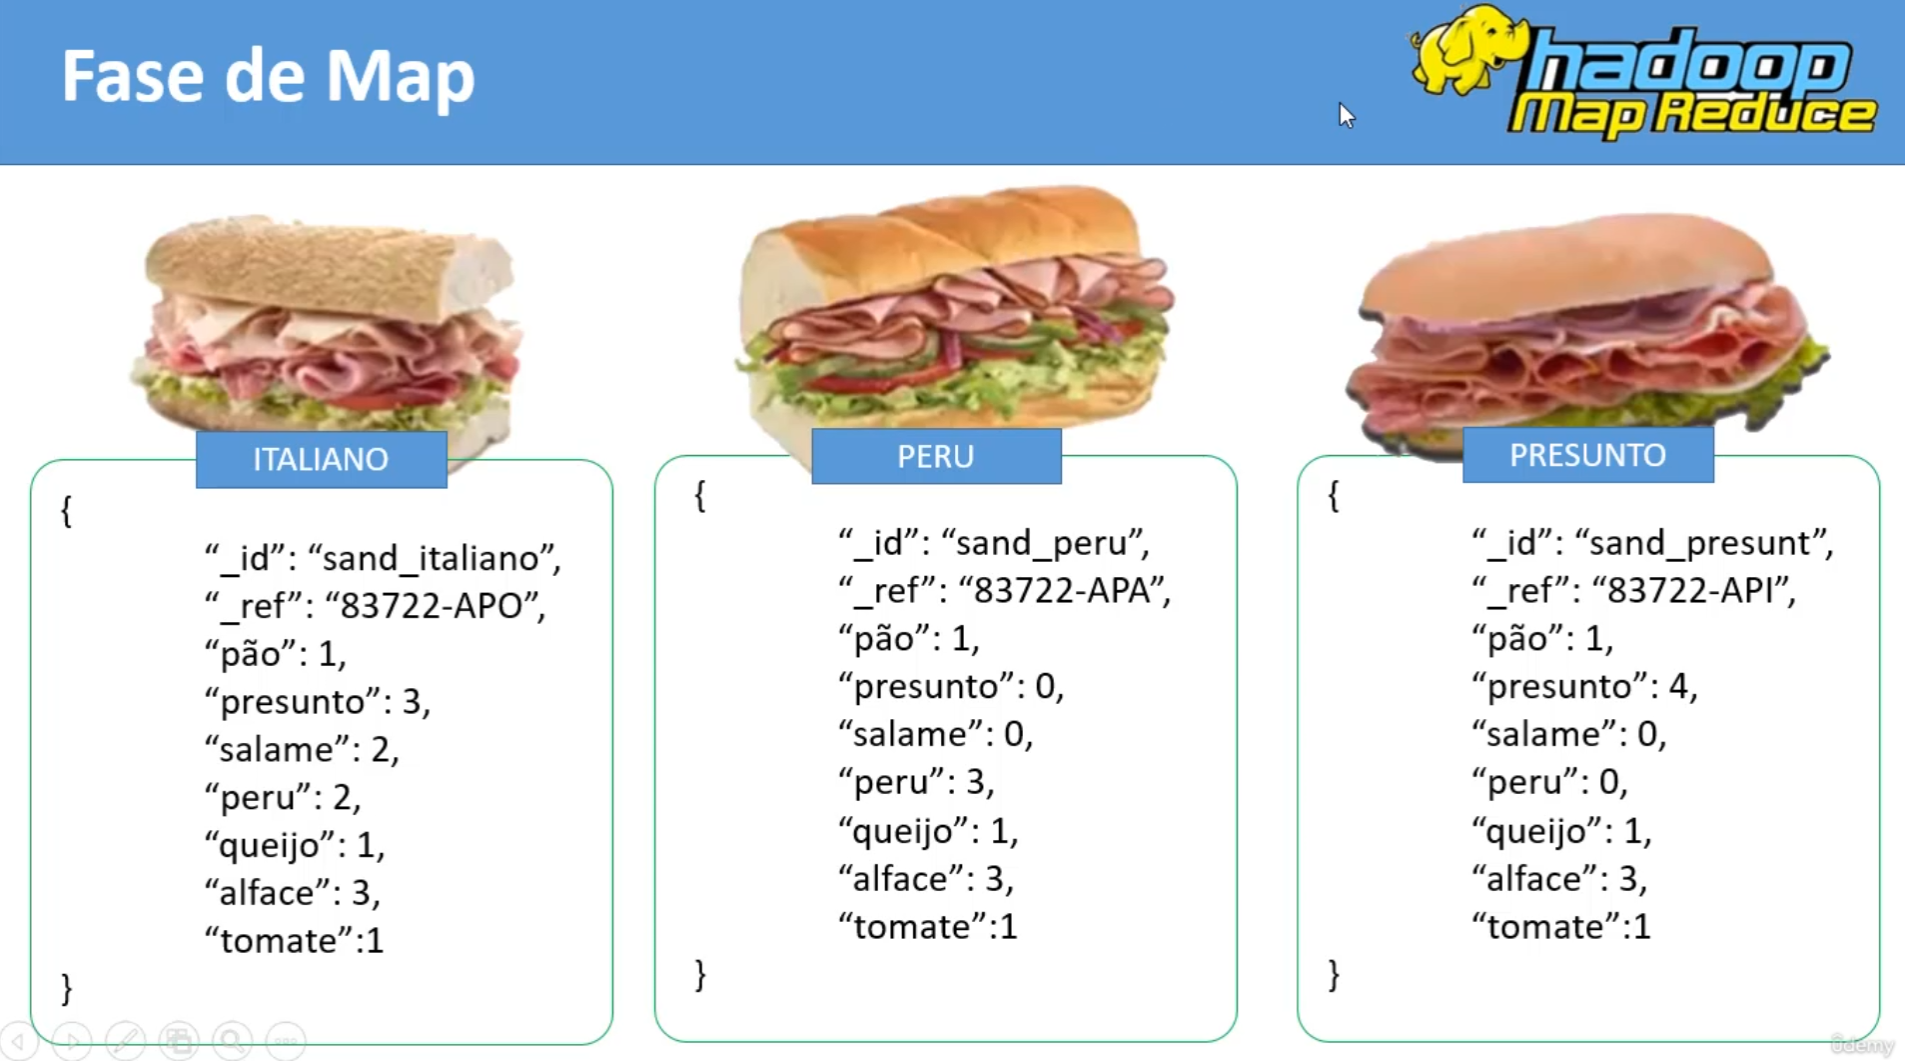 Fase de Map
hadoop
Map Reduce
ITALIANO
{
“_id”: “sand_italiano”,
“_ref”: “83722-APO”,
“pão”: 1,
“presunto”: 3,
“salame”: 2,
“peru”: 2,
“queijo”: 1,
“alface”: 3,
“tomate”:1
}
PERU
{
“_id”: “sand_peru”,
“_ref”: “83722-APA”,
“pão”: 1,
“presunto”: 0,
“salame”: 0,
“peru”: 3,
“queijo”: 1,
“alface”: 3,
“tomate”:1
}
PRESUNTO
{
“_id”: “sand_presunt”,
“_ref”: “83722-API”,
“pão”: 1,
“presunto”: 4,
“salame”: 0,
“peru”: 0,
“queijo”: 1,
“alface”: 3,
“tomate”:1
}
ûdemy